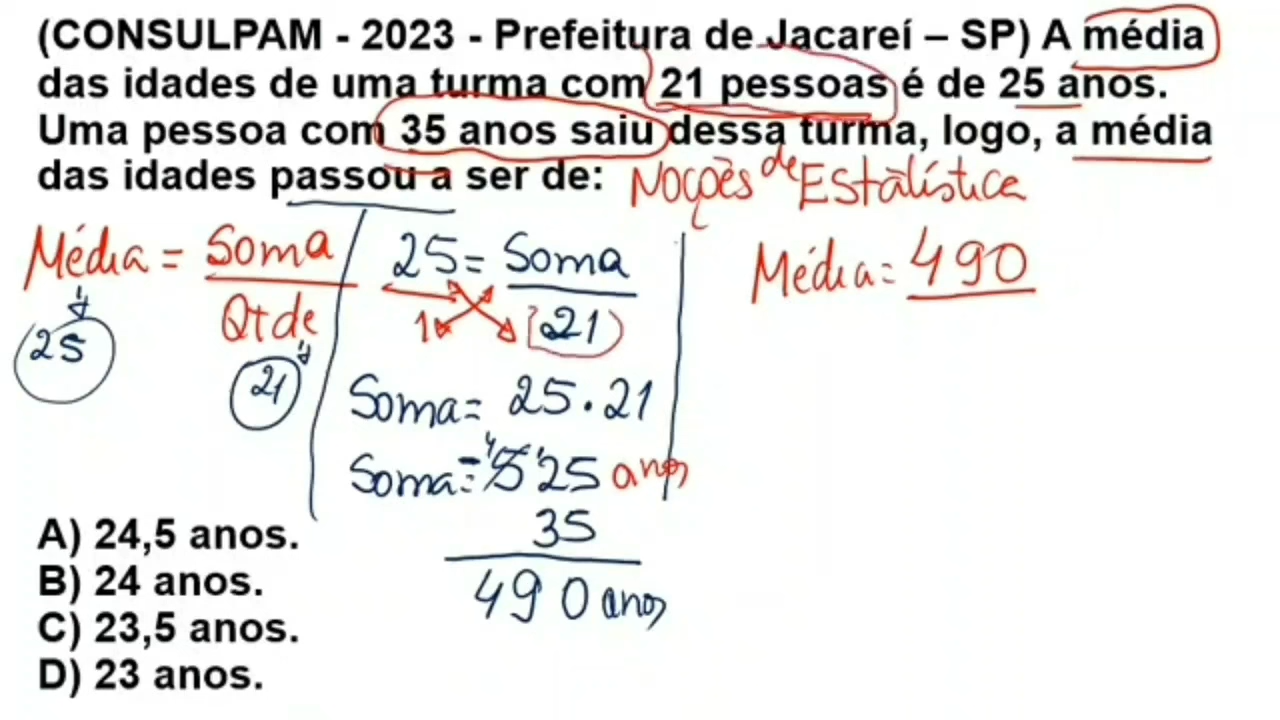 (CONSULPAM - 2023 - Prefeitura de Jacareí – SP) A média
das idades de uma turma com 21 pessoas é de 25 anos.
Uma pessoa com 35 anos saiu dessa turma, logo, a média
das idades passou a ser de:
Noções de Estatística
Média = Soma
Qtde
25
21
25 = Soma
1
21
Soma = 25 . 21
Soma = 525 anos
4 1
35
490 anos
Média = 490
A) 24,5 anos.
B) 24 anos.
C) 23,5 anos.
D) 23 anos.